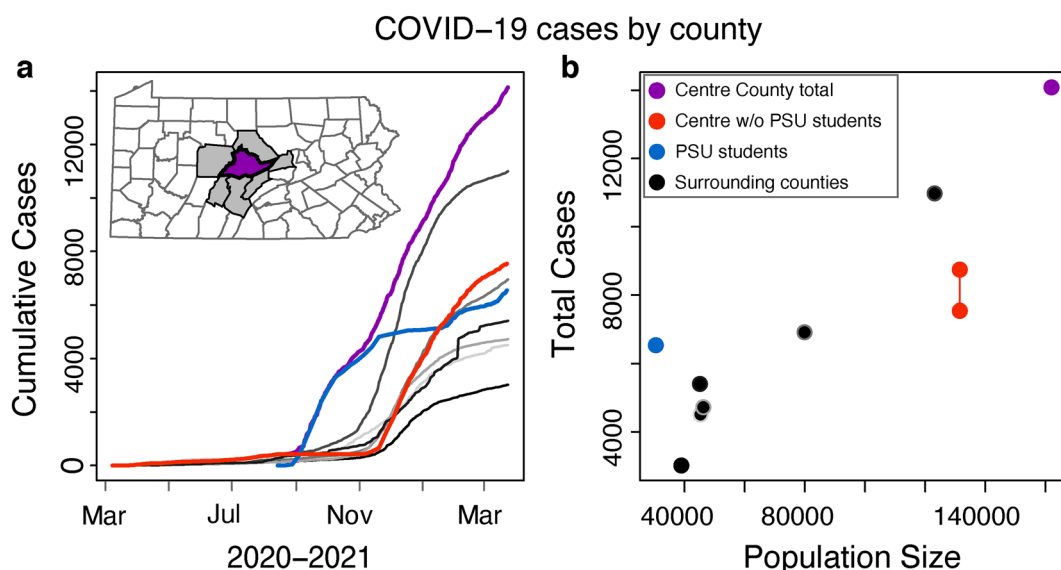 COVID−19 cases by county
a
Cumulative Cases
0
4000
8000
12000
Mar
Jul
Nov
Mar
2020−2021
b
Centre County total
Centre w/o PSU students
PSU students
Surrounding counties
Total Cases
4000
8000
12000
40000
80000
140000
Population Size